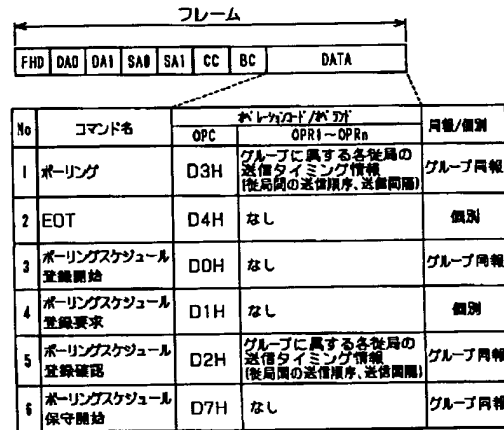 フレーム
FHD DA0 DA1 SA0 SA1 CC BC DATA
No コマンド名 オペレーションコード/オペランド 同報/個別
OPC OPR1〜OPRn
1 ポーリング D3H グループに属する各従局の送信タイミング情報(従局間の送信順序、送信間隔) グループ同報
2 EOT D4H なし 個別
3 ポーリングスケジュール登録開始 D0H なし グループ同報
4 ポーリングスケジュール登録要求 D1H なし 個別
5 ポーリングスケジュール登録確認 D2H グループに属する各従局の送信タイミング情報(従局間の送信順序、送信間隔) グループ同報
6 ポーリングスケジュール保守開始 D7H なし グループ同報